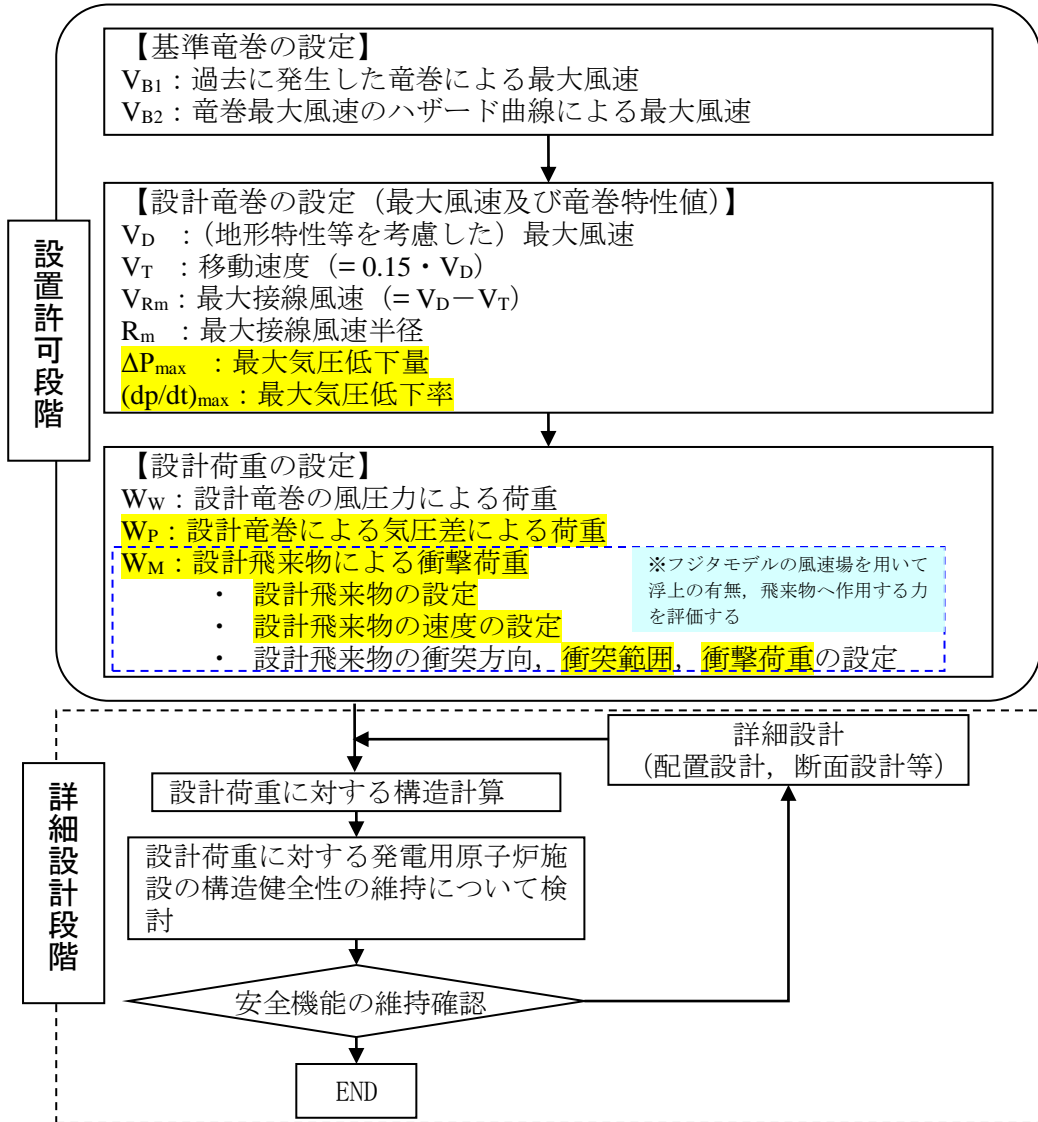 【基準竜巻の設定】
VB1：過去に発生した竜巻による最大風速
VB2：竜巻最大風速のハザード曲線による最大風速
【設計竜巻の設定（最大風速及び竜巻特性値）】
VD ：（地形特性等を考慮した）最大風速
VT ：移動速度（= 0.15・VD）
VRm：最大接線風速（= VD－VT）
Rm ：最大接線風速半径
ΔPmax ：最大気圧低下量
(dp/dt)max：最大気圧低下率
設置許可段階
【設計荷重の設定】
WW：設計竜巻の風圧力による荷重
WP：設計竜巻による気圧差による荷重
WM：設計飛来物による衝撃荷重
・ 設計飛来物の設定
・ 設計飛来物の速度の設定
・ 設計飛来物の衝突方向，衝突範囲，衝撃荷重の設定
※フジタモデルの風速場を用いて
浮上の有無，飛来物へ作用する力
を評価する
詳細設計
（配置設計，断面設計等）
設計荷重に対する構造計算
設計荷重に対する発電用原子炉施
設の構造健全性の維持について検
討
詳細設計段階
安全機能の維持確認
END